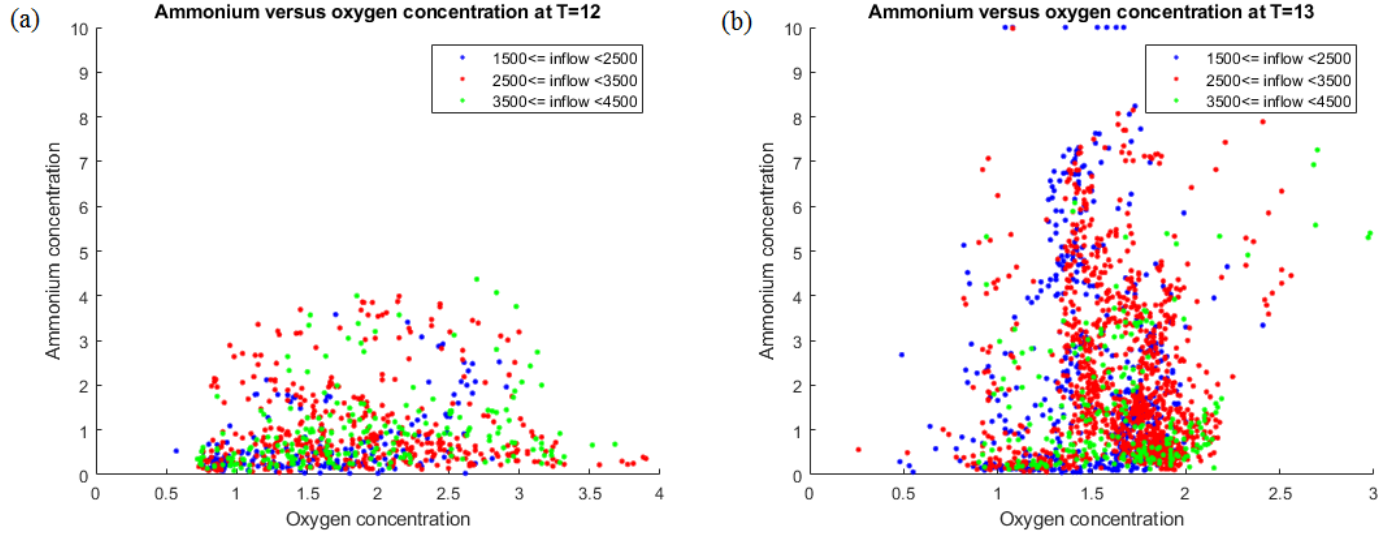 (a)
Ammonium versus oxygen concentration at T=12
1500<= inflow <2500
2500<= inflow <3500
3500<= inflow <4500
Ammonium concentration
10
9
8
7
6
5
4
3
2
1
0
0 0.5 1 1.5 2 2.5 3 3.5 4
Oxygen concentration
(b)
Ammonium versus oxygen concentration at T=13
1500<= inflow <2500
2500<= inflow <3500
3500<= inflow <4500
Ammonium concentration
10
9
8
7
6
5
4
3
2
1
0
0 0.5 1 1.5 2 2.5 3
Oxygen concentration